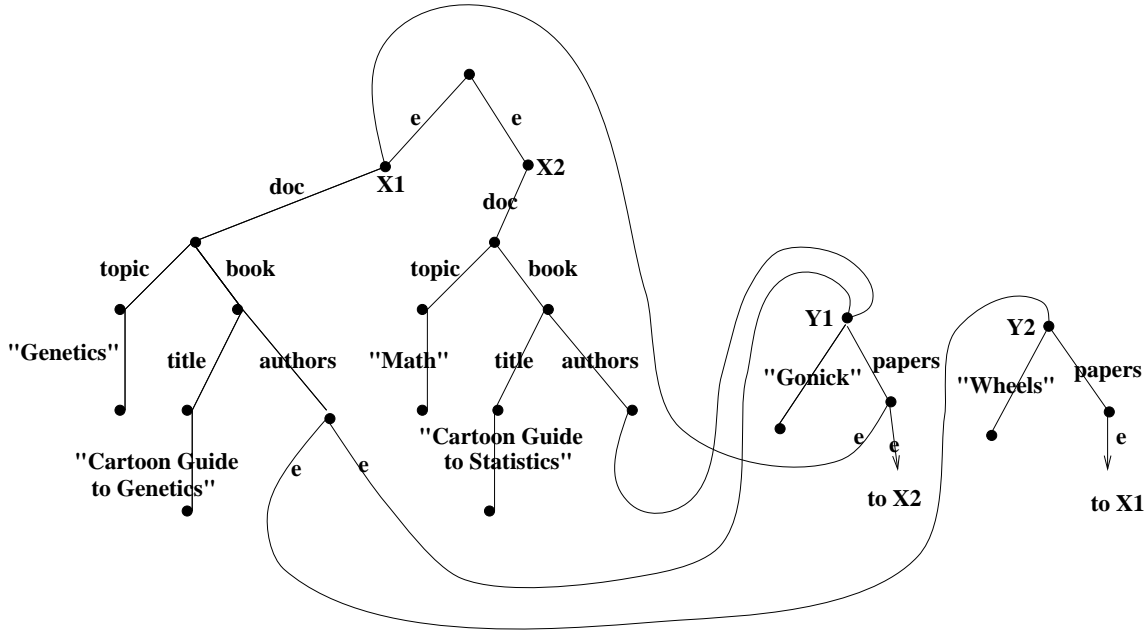 e
e
X1
X2
doc
doc
topic
book
topic
book
Y1
Y2
"Genetics"
title
authors
"Math"
title
authors
"Gonick"
papers
"Wheels"
papers
"Cartoon Guide
to Genetics"
e
e
"Cartoon Guide
to Statistics"
e
e
e
to X2
to X1